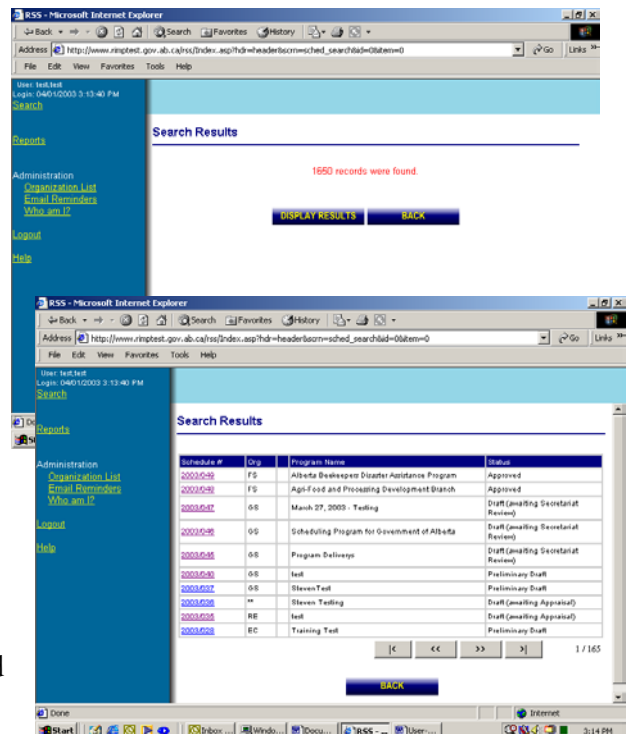 RSS - Microsoft Internet Explorer
Back Search Favorites History
Address http://www.rimptest.gov.ab.ca/rss/Index.asp?hdr=header&scrn=sched_search&id=0&item=0 Go Links
File Edit View Favorites Tools Help
User: test,test
Login: 04/01/2003 3:13:40 PM
Search
Reports
Administration
Organization List
Email Reminders
Who am I?
Logout
Help
Search Results
1650 records were found.
DISPLAY RESULTS BACK
RSS - Microsoft Internet Explorer
Back Search Favorites History
Address http://www.rimptest.gov.ab.ca/rss/Index.asp?hdr=header&scrn=sched_search&id=0&item=0 Go Links
File Edit View Favorites Tools Help
User: test,test
Login: 04/01/2003 3:13:40 PM
Search
Reports
Administration
Organization List
Email Reminders
Who am I?
Logout
Help
Search Results
Schedule # Org Program Name Status
2003/049 FS Alberta Beekeepers Disaster Assistance Program Approved
FS Agri-Food and Processing Development Branch Approved
2003/047 GS March 27, 2003 - Testing Draft (awaiting Secretariat Review)
2003/046 GS Scheduling Program for Government of Alberta Draft (awaiting Secretariat Review)
2003/045 GS Program Deliverys Draft (awaiting Secretariat Review)
2003/040 GS test Preliminary Draft
2003/037 GS StevenTest Preliminary Draft
2003/036 ** Steven Testing Draft (awaiting Appraisal)
2003/035 RE test Draft (awaiting Appraisal)
2003/028 EC Training Test Preliminary Draft
|< << >> >| 1 / 165
BACK
Done Internet
Start Inbox ... Windo... Docu... RSS - ... User-... 3:14 PM
d